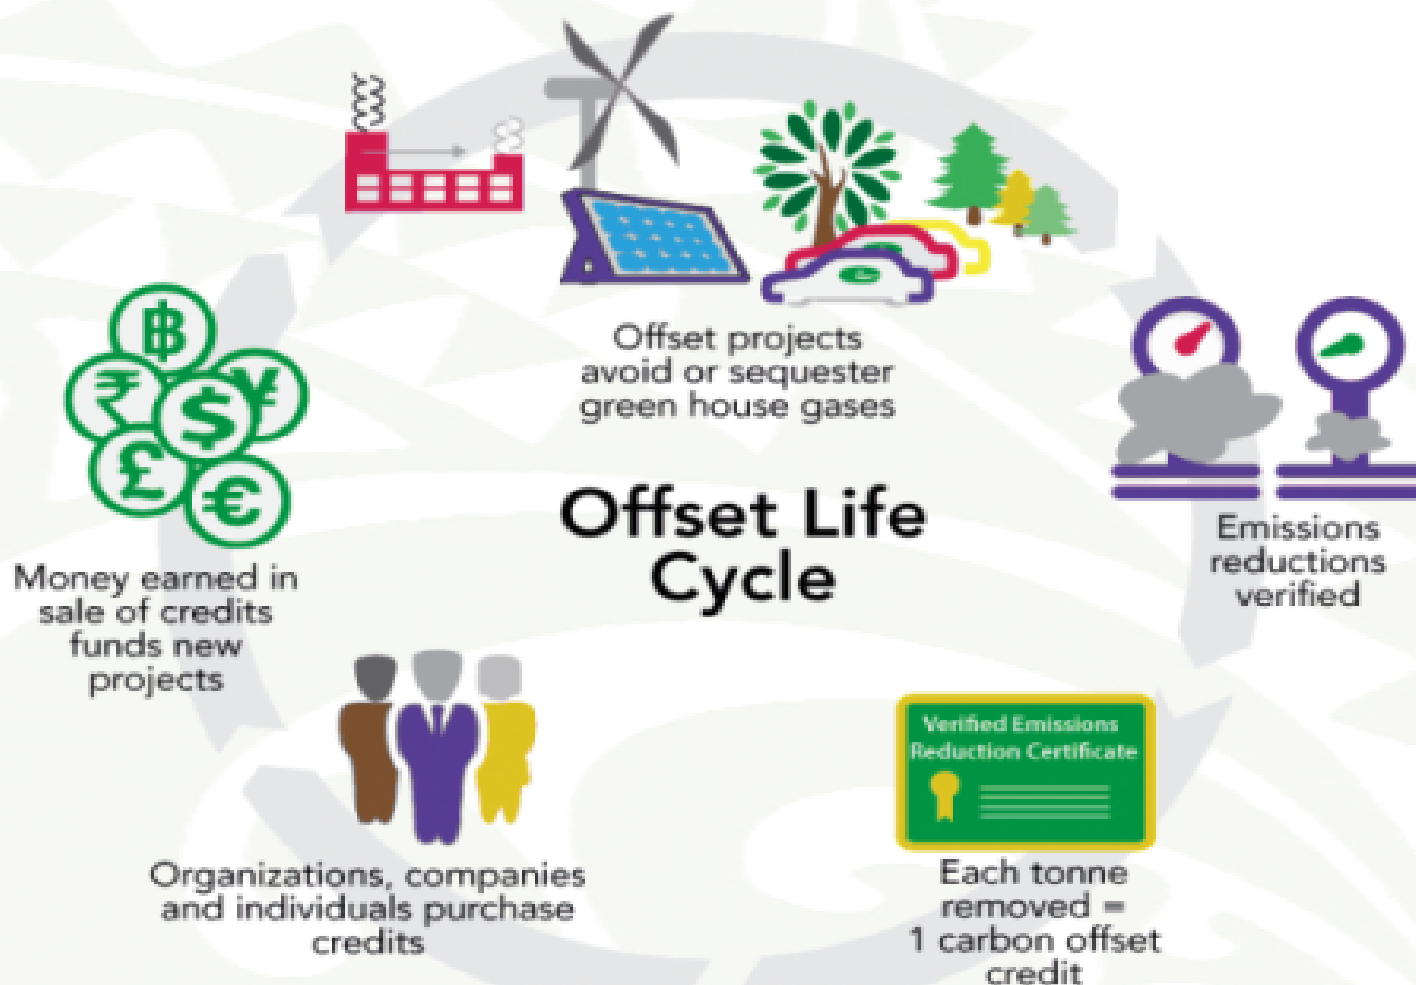 Offset projects
avoid or sequester
green house gases
Emissions
reductions
verified
Verified Emissions
Reduction Certificate
Each tonne
removed =
1 carbon offset
credit
Organizations, companies
and individuals purchase
credits
฿
₹
¥
$
£
€
Money earned in
sale of credits
funds new
projects
Offset Life
Cycle